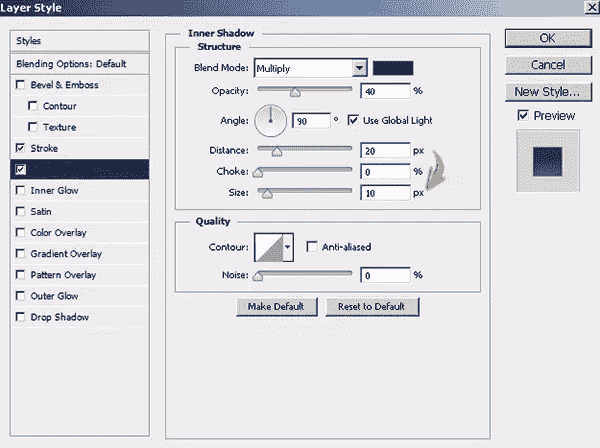 Layer Style
Styles
Blending Options: Default
Bevel & Emboss
Contour
Texture
Stroke
Inner Glow
Satin
Color Overlay
Gradient Overlay
Pattern Overlay
Outer Glow
Drop Shadow
Inner Shadow
Structure
Blend Mode: Multiply
Opacity: 40 %
Angle: 90 ° Use Global Light
Distance: 20 px
Choke: 0 %
Size: 10 px
Quality
Contour: Anti-aliased
Noise: 0 %
Make Default Reset to Default
OK
Cancel
New Style...
Preview